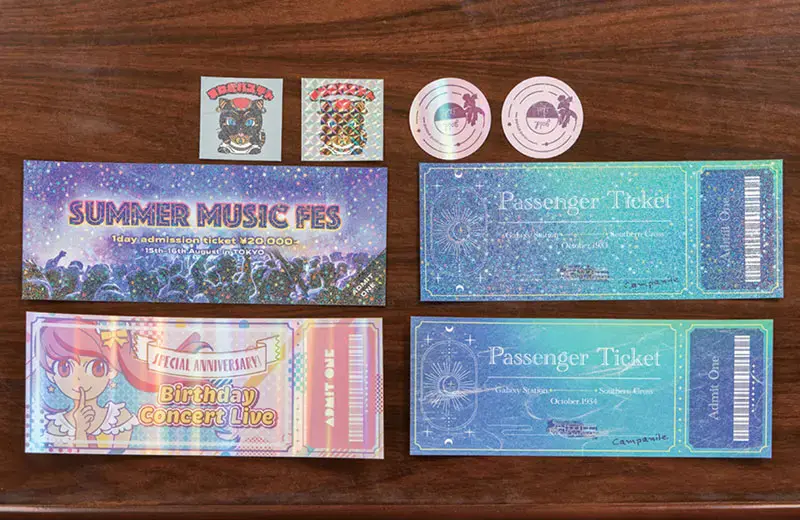 SUMMER MUSIC FES
1day admission ticket ¥20,000-
15th-16th August in TOKYO
ADMIT ONE
Passenger Ticket
Galaxy Station
Southern Cross
October 1933
Campanile
Admit One
SPECIAL ANNIVERSARY!
Birthday
Concert Live
ADMIT ONE
Passenger Ticket
Galaxy Station
Southern Cross
October 1934
Campanile
Admit One